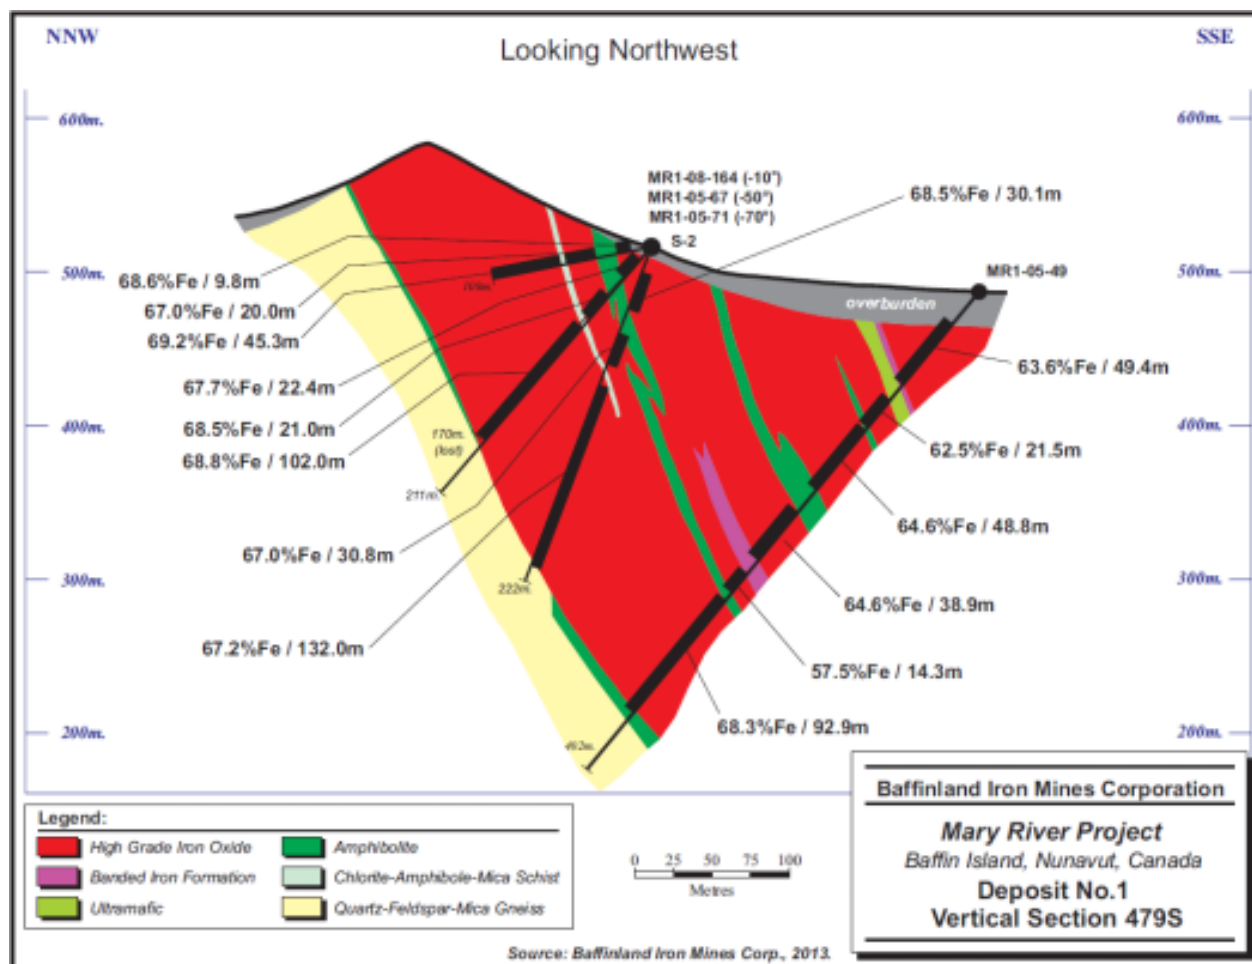 NNW
SSE
Looking Northwest
600m.
600m.
MR1-08-164 (-10°)
MR1-05-67 (-50°)
MR1-05-71 (-70°)
S-2
68.5%Fe / 30.1m
500m.
500m.
MR1-05-49
overburden
68.6%Fe / 9.8m
67.0%Fe / 20.0m
69.2%Fe / 45.3m
67.7%Fe / 22.4m
68.5%Fe / 21.0m
68.8%Fe / 102.0m
63.6%Fe / 49.4m
400m.
400m.
170m.
(lost)
62.5%Fe / 21.5m
211m.
64.6%Fe / 48.8m
67.0%Fe / 30.8m
300m.
300m.
222m.
64.6%Fe / 38.9m
67.2%Fe / 132.0m
57.5%Fe / 14.3m
68.3%Fe / 92.9m
200m.
200m.
Legend:
High Grade Iron Oxide
Banded Iron Formation
Ultramafic
Amphibolite
Chlorite-Amphibole-Mica Schist
Quartz-Feldspar-Mica Gneiss
0 25 50 75 100
Metres
Baffinland Iron Mines Corporation
Mary River Project
Baffin Island, Nunavut, Canada
Deposit No.1
Vertical Section 479S
Source: Baffinland Iron Mines Corp., 2013.